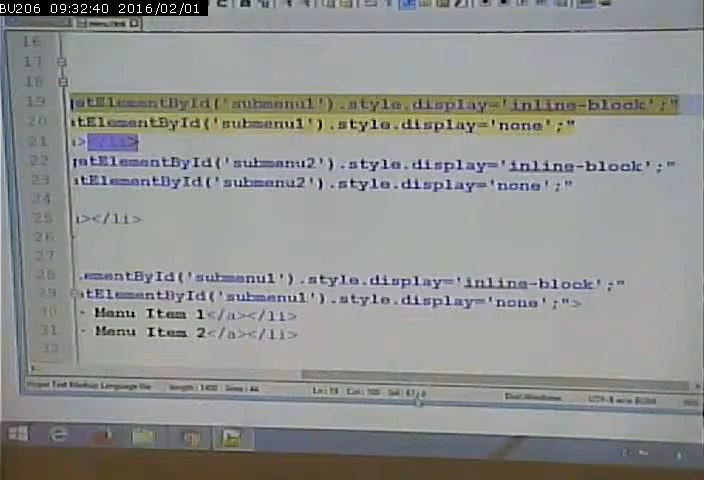 BU206 09:32:40 2016/02/01
16
17
18
19 etElementById('submenu1').style.display='inline-block';"
20 tElementById('submenu1').style.display='none';"
21 ></li>
22 etElementById('submenu2').style.display='inline-block';"
23 tElementById('submenu2').style.display='none';"
24
25 ></li>
26
27
28 ementById('submenu1').style.display='inline-block';"
29 tElementById('submenu1').style.display='none';">
30 - Menu Item 1</a></li>
31 - Menu Item 2</a></li>
32